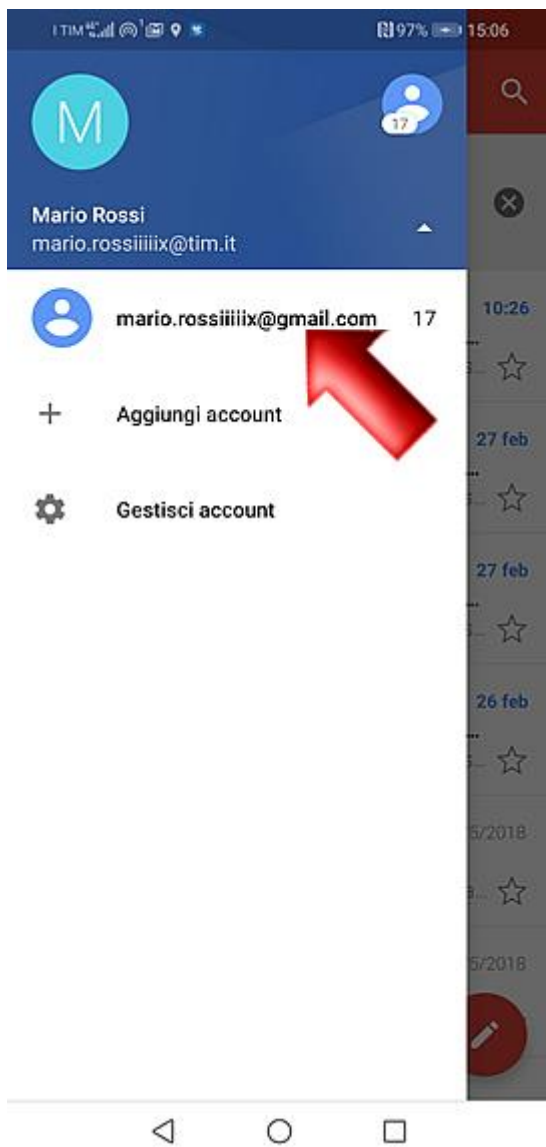 I TIM 97% 15:06
M
17
Mario Rossi
mario.rossiiiiix@tim.it
mario.rossiiiiix@gmail.com 17
10:26
Aggiungi account
27 feb
Gestisci account
27 feb
26 feb
5/2018
5/2018